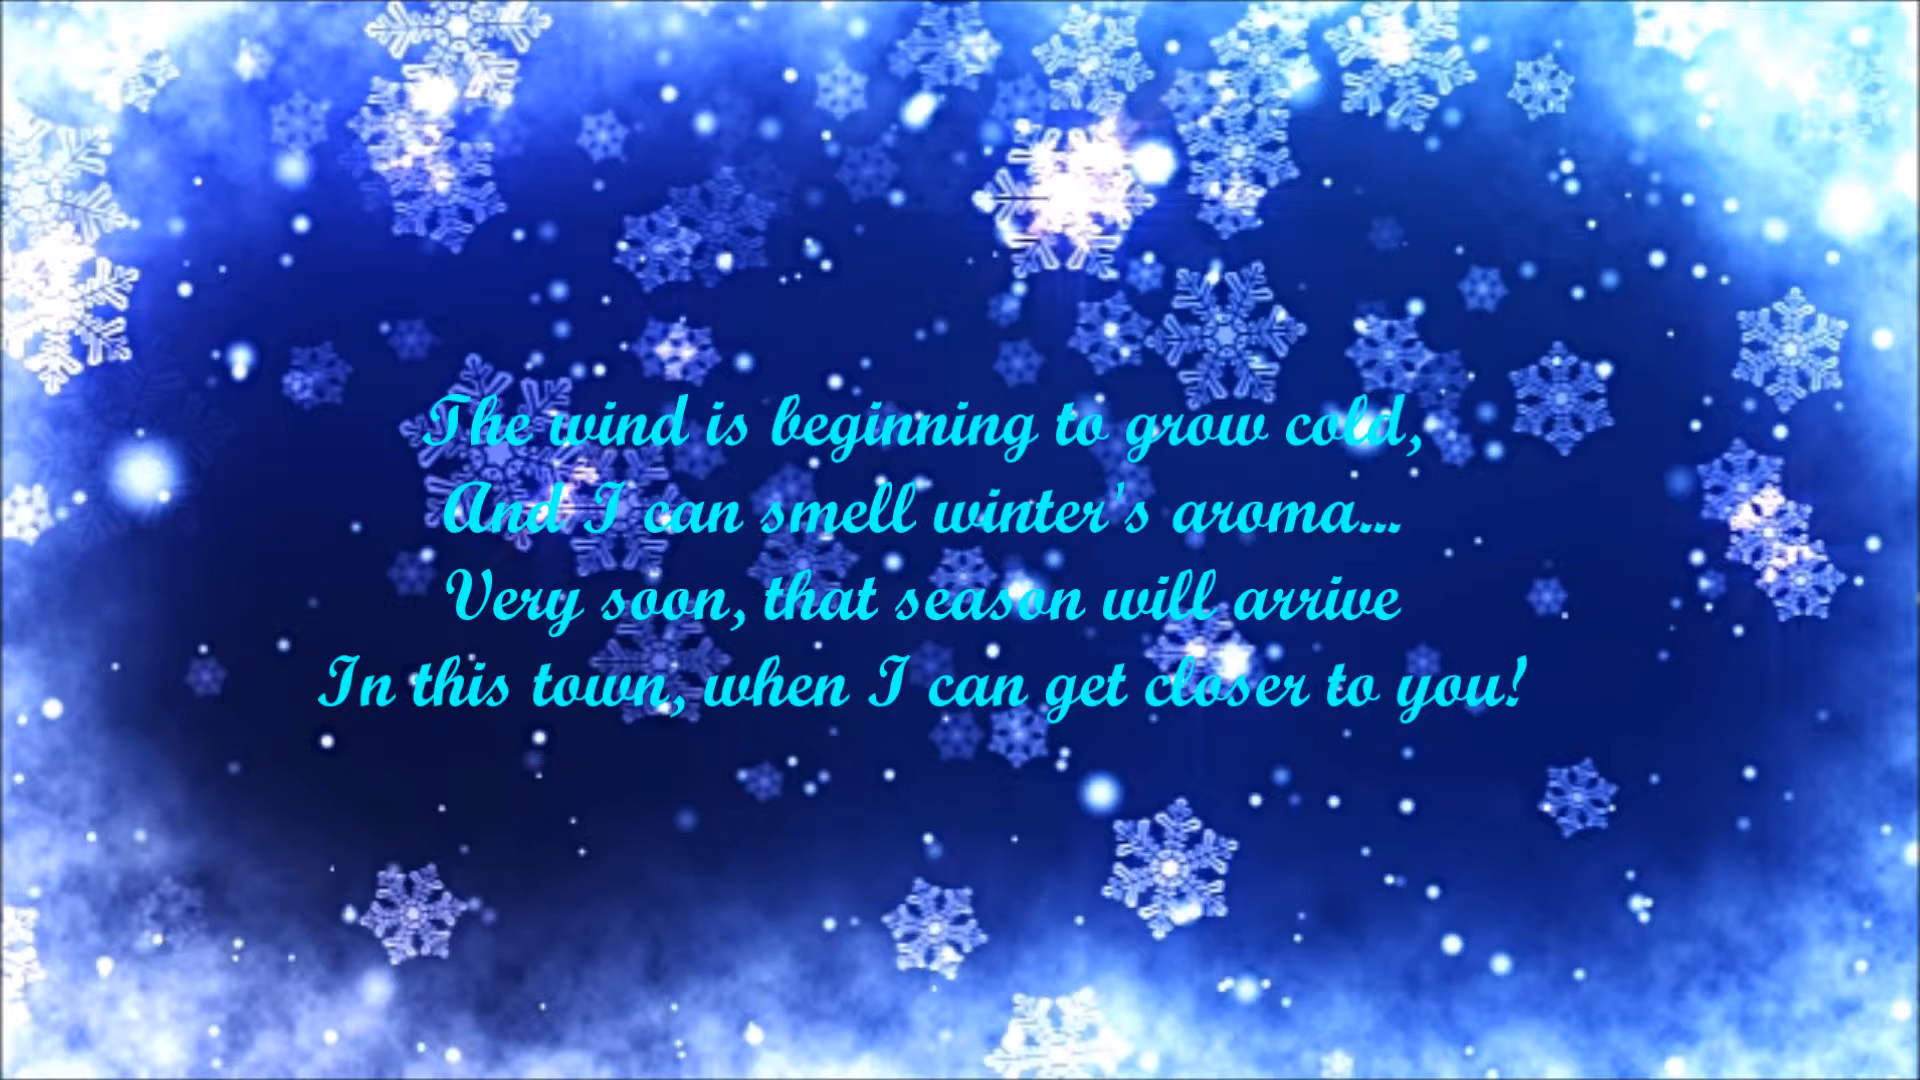 The wind is beginning to grow cold,
And I can smell winter's aroma...
Very soon, that season will arrive
In this town, when I can get closer to you!